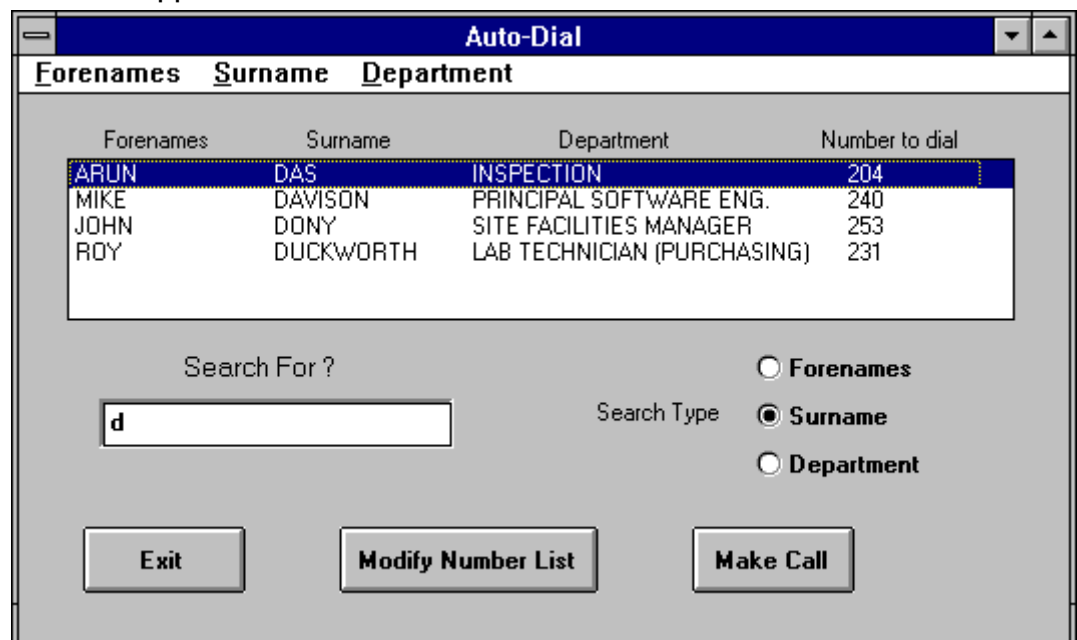 Auto-Dial
Forenames Surname Department
Forenames Surname Department Number to dial
ARUN DAS INSPECTION 204
MIKE DAVISON PRINCIPAL SOFTWARE ENG. 240
JOHN DONY SITE FACILITIES MANAGER 253
ROY DUCKWORTH LAB TECHNICIAN (PURCHASING) 231
Search For ?
Forenames
d
Search Type
Surname
Department
Exit Modify Number List Make Call